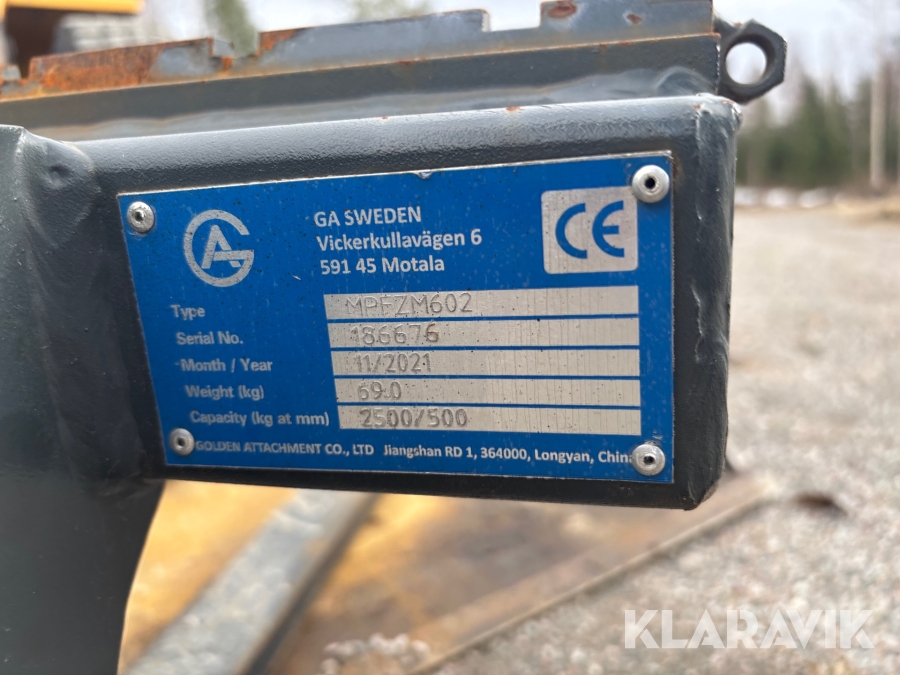 GA SWEDEN
Vickerkullavägen 6
591 45 Motala
CE
Type MPFZM602
Serial No. 186676
Month / Year 11/2021
Weight (kg) 69.0
Capacity (kg at mm) 2500/500
GOLDEN ATTACHMENT CO., LTD Jiangshan RD 1, 364000, Longyan, China
KLARAVIK